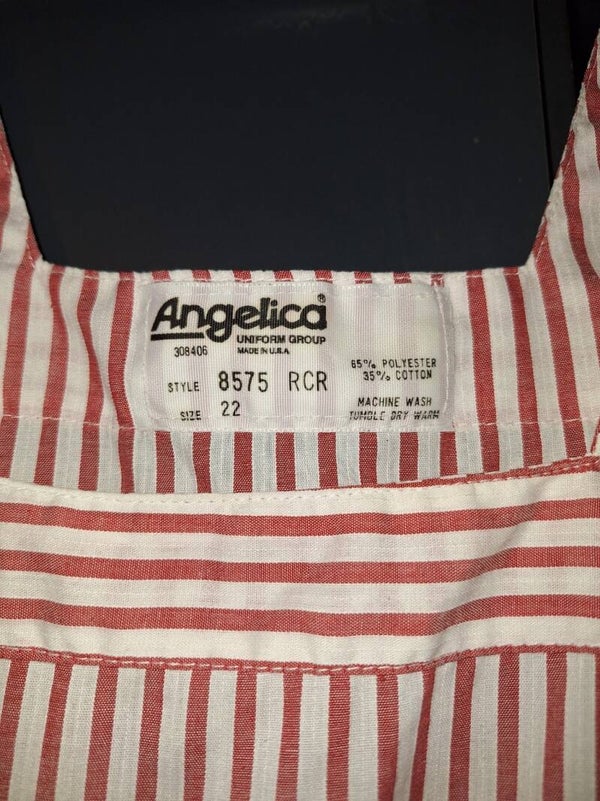 Angelica®
UNIFORM GROUP
308406 MADE IN U.S.A.
STYLE 8575 RCR
SIZE 22
65% POLYESTER
35% COTTON
MACHINE WASH
TUMBLE DRY WARM